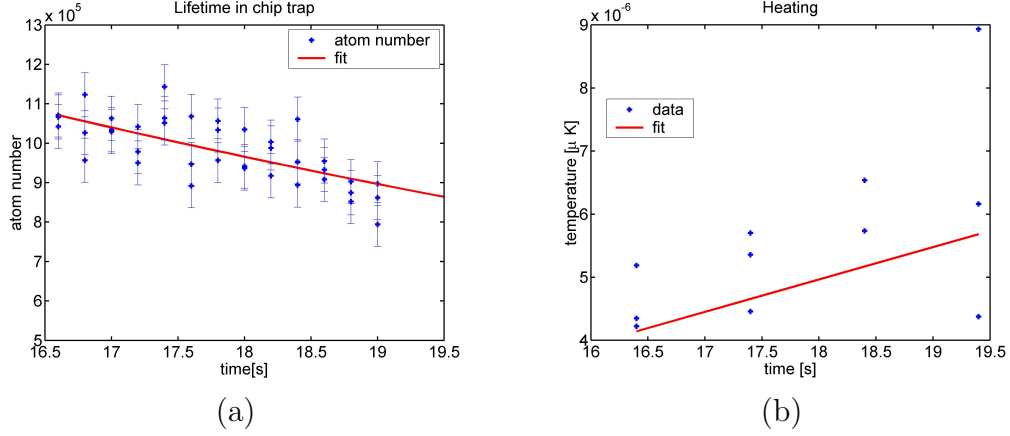 Lifetime in chip trap
x 10^5
13
12
11
10
9
8
7
6
5
atom number
atom number
fit
16.5 17 17.5 18 18.5 19 19.5
time[s]
(a)
Heating
x 10^-6
9
8
7
6
5
4
temperature [μ K]
data
fit
16 16.5 17 17.5 18 18.5 19 19.5
time [s]
(b)